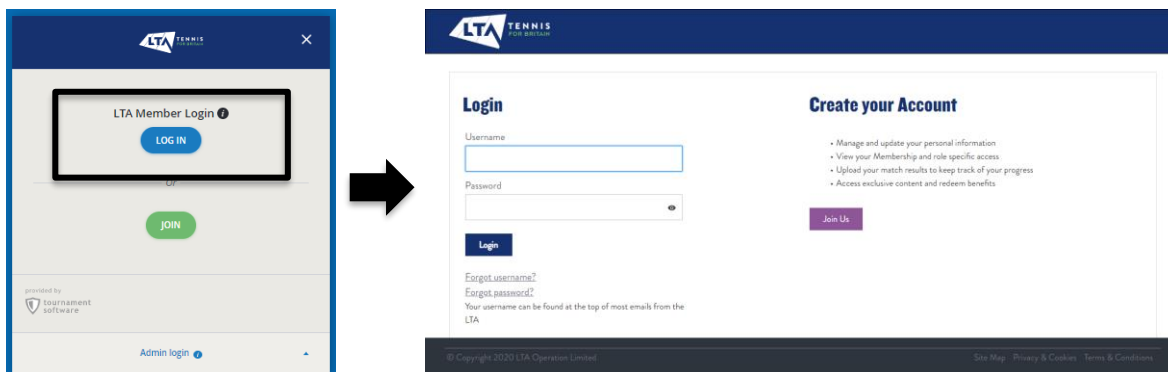 LTA TENNIS
FOR BRITAIN
LTA Member Login
LOG IN
Or
JOIN
provided by
tournament
software
Admin login
LTA TENNIS
FOR BRITAIN
Login
Username
Password
Login
Forgot username?
Forgot password?
Your username can be found at the top of most emails from the
LTA
Create your Account
• Manage and update your personal information
• View your Membership and role specific access
• Upload your match results to keep track of your progress
• Access exclusive content and redeem benefits
Join Us
© Copyright 2020 LTA Operation Limited
Site Map Privacy & Cookies Terms & Conditions